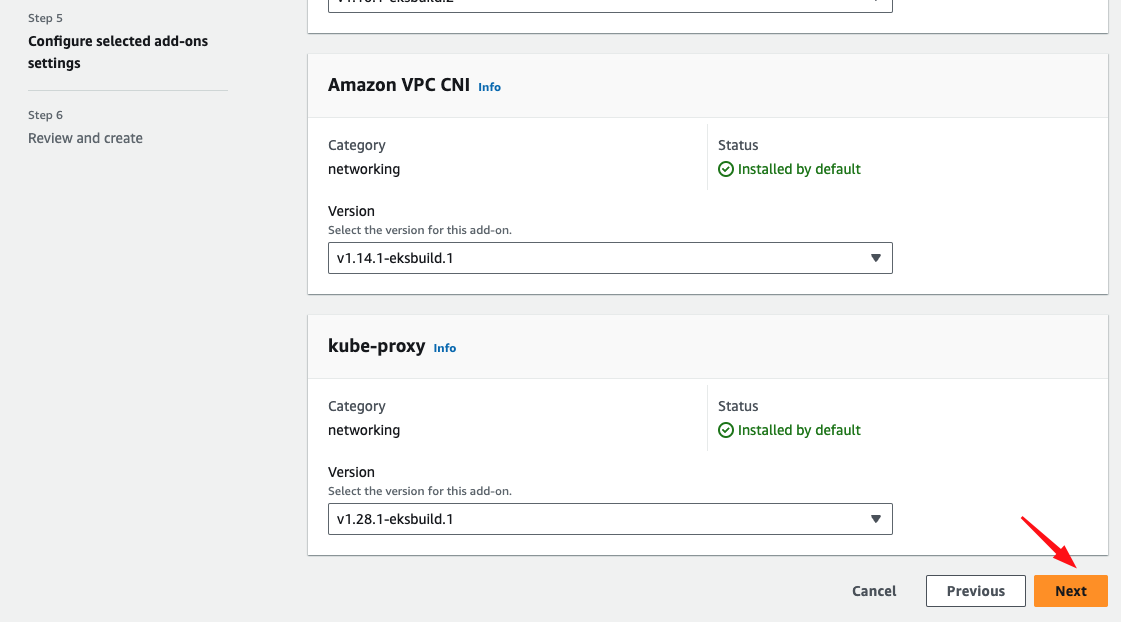 Step 5
Configure selected add-ons
settings
Step 6
Review and create
Amazon VPC CNI Info
Category
networking
Status
Installed by default
Version
Select the version for this add-on.
v1.14.1-eksbuild.1
kube-proxy Info
Category
networking
Status
Installed by default
Version
Select the version for this add-on.
v1.28.1-eksbuild.1
Cancel
Previous
Next